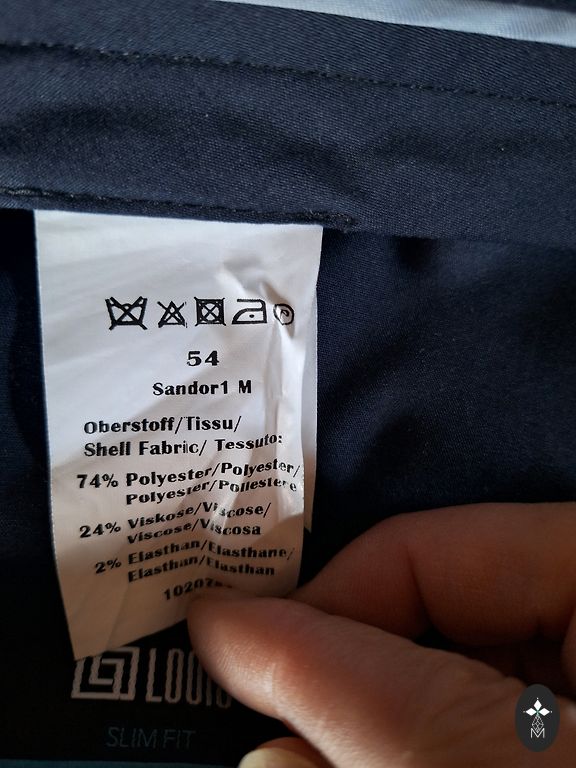 54
Sandor1 M
Oberstoff/Tissu/
Shell Fabric/ Tessuto:
74% Polyester/Polyester/
Polyester/Poliestere
24% Viskose/Viscose/
Viscose/Viscosa
2% Elasthan/Elasthane/
Elasthan/Elasthan
SLIM FIT
M